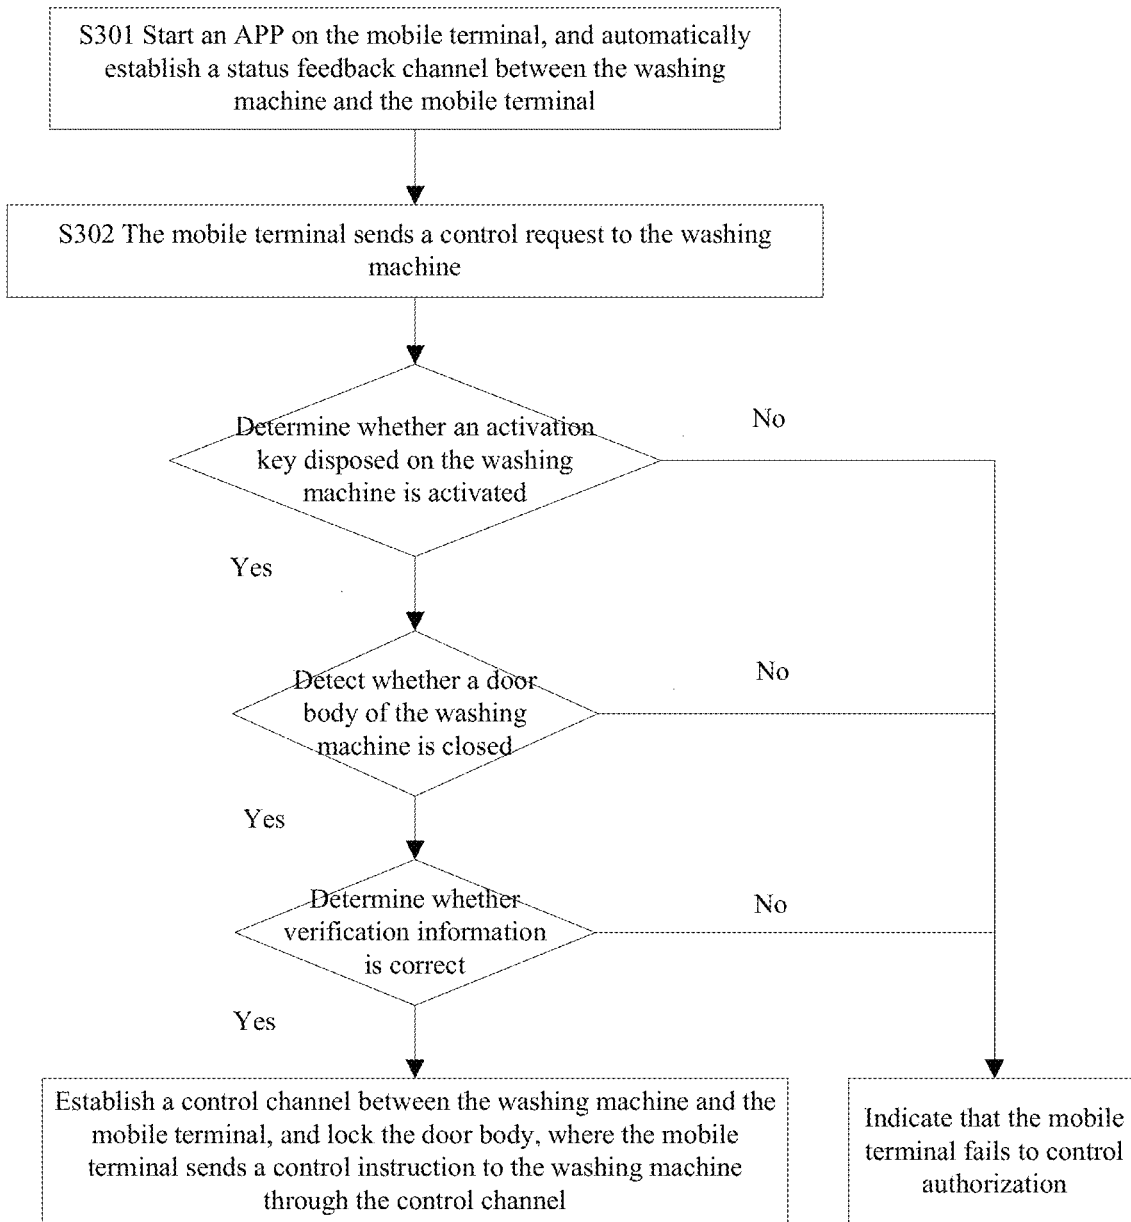 S301 Start an APP on the mobile terminal, and automatically
establish a status feedback channel between the washing
machine and the mobile terminal
S302 The mobile terminal sends a control request to the washing
machine
Determine whether an activation
key disposed on the washing
machine is activated
No
Yes
Detect whether a door
body of the washing
machine is closed
No
Yes
Determine whether
verification information
is correct
No
Yes
Establish a control channel between the washing machine and the
mobile terminal, and lock the door body, where the mobile
terminal sends a control instruction to the washing machine
through the control channel
Indicate that the mobile
terminal fails to control
authorization